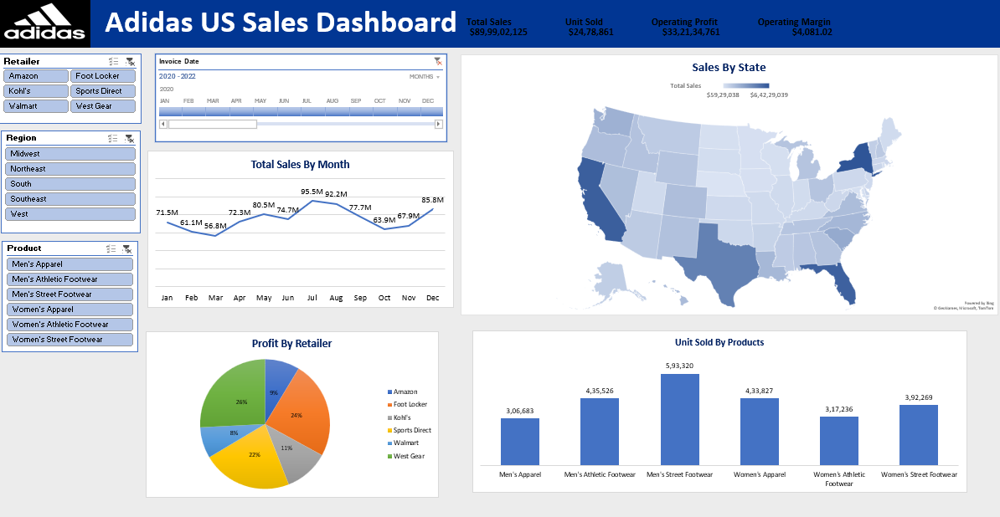 adidas
Adidas US Sales Dashboard
Total Sales
$89,99,02,125
Unit Sold
$24,78,861
Operating Profit
$33,21,34,761
Operating Margin
$4,081.02
Retailer
Amazon
Foot Locker
Kohl's
Sports Direct
Walmart
West Gear
Region
Midwest
Northeast
South
Southeast
West
Product
Men's Apparel
Men's Athletic Footwear
Men's Street Footwear
Women's Apparel
Women's Athletic Footwear
Women's Street Footwear
Invoice Date
2020 - 2022
MONTHS
2020
JAN FEB MAR APR MAY JUN JUL AUG SEP OCT NOV DEC
Total Sales By Month
71.5M 61.1M 56.8M 72.3M 80.5M 74.7M 95.5M 92.2M 77.7M 63.9M 67.9M 85.8M
Jan Feb Mar Apr May Jun Jul Aug Sep Oct Nov Dec
Sales By State
Total Sales
$59,29,038 $6,42,29,039
Powered by Bing
© GeoNames, Microsoft, TomTom
Profit By Retailer
9%
24%
11%
22%
8%
26%
Amazon
Foot Locker
Kohl's
Sports Direct
Walmart
West Gear
Unit Sold By Products
3,06,683
4,35,526
5,93,320
4,33,827
3,17,236
3,92,269
Men's Apparel
Men's Athletic Footwear
Men's Street Footwear
Women's Apparel
Women's Athletic
Footwear
Women's Street Footwear